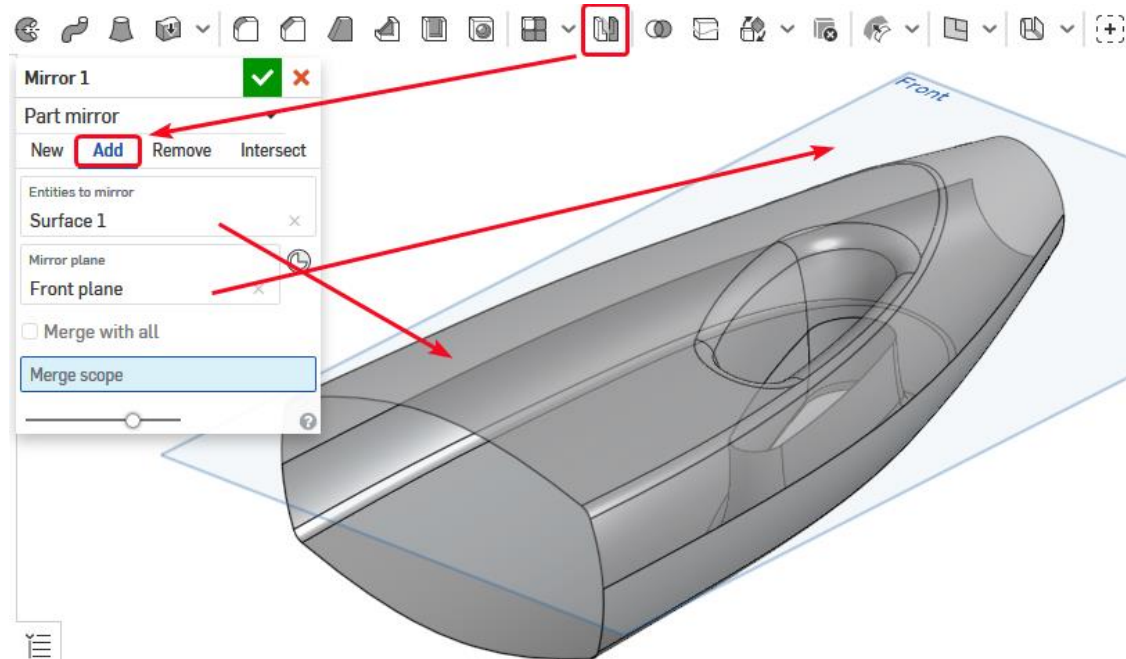 Mirror 1
Part mirror
New Add Remove Intersect
Entities to mirror
Surface 1
Mirror plane
Front plane
Merge with all
Merge scope
Front